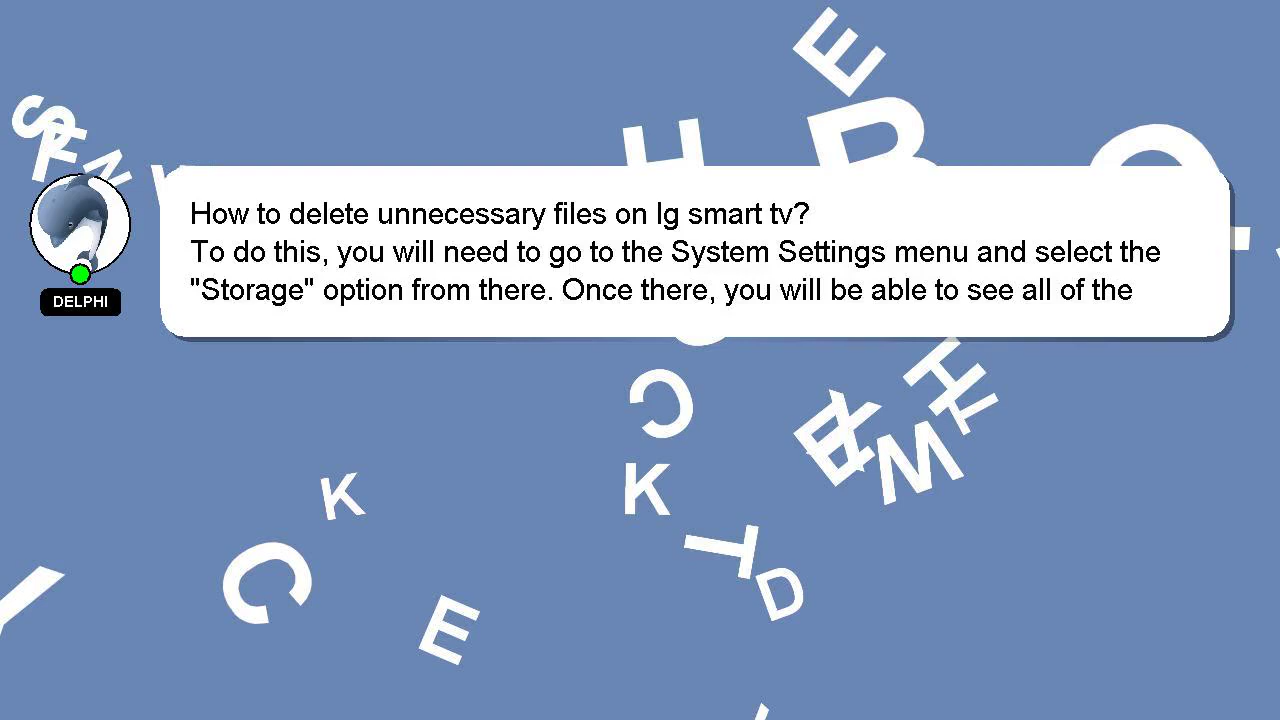 How to delete unnecessary files on lg smart tv?
To do this, you will need to go to the System Settings menu and select the
"Storage" option from there. Once there, you will be able to see all of the
DELPHI
E
H
R
S
N
C
K
E
M
H
K
T
D
C
E